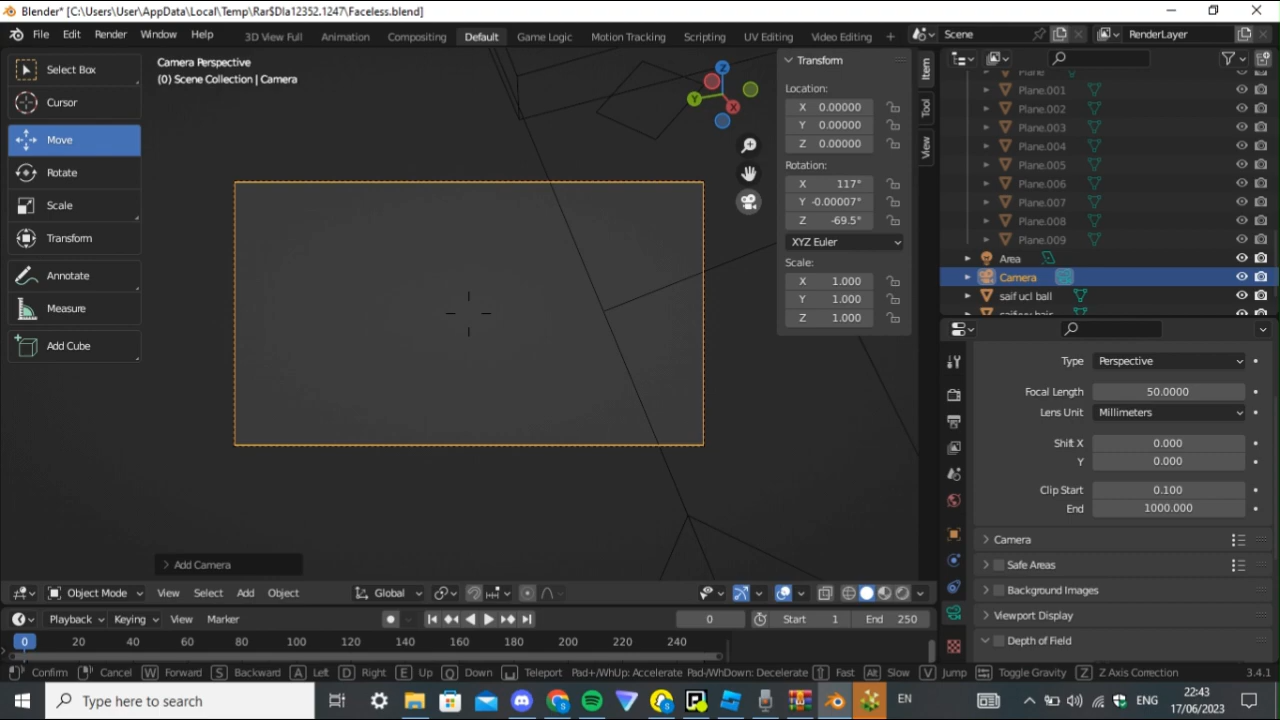 Blender* [C:\Users\User\AppData\Local\Temp\Rar$DIa12352.1247\Faceless.blend]
File Edit Render Window Help 3D View Full Animation Compositing Default Game Logic Motion Tracking Scripting UV Editing Video Editing + Scene RenderLayer
Select Box
Cursor
Move
Rotate
Scale
Transform
Annotate
Measure
Add Cube
Camera Perspective
(0) Scene Collection | Camera
Z
Y
X
Transform
Location:
X 0.00000
Y 0.00000
Z 0.00000
Rotation:
X 117°
Y -0.00007°
Z -69.5°
XYZ Euler
Scale:
X 1.000
Y 1.000
Z 1.000
Item
Tool
View
Plane
Plane.001
Plane.002
Plane.003
Plane.004
Plane.005
Plane.006
Plane.007
Plane.008
Plane.009
Area
Camera
saif ucl ball
Type Perspective
Focal Length 50.0000
Lens Unit Millimeters
Shift X 0.000
Y 0.000
Clip Start 0.100
End 1000.000
Camera
Safe Areas
Background Images
Viewport Display
Depth of Field
Add Camera
Object Mode View Select Add Object Global
Playback Keying View Marker 0 Start 1 End 250
0 20 40 60 80 100 120 140 160 180 200 220 240
Confirm Cancel W Forward S Backward A Left D Right E Up Q Down Teleport Pad+/WhUp: Accelerate Pad-/WhDown: Decelerate Fast Alt Slow V Jump Toggle Gravity Z Z Axis Correction 3.4.1
Type here to search
EN
ENG
22:43
17/06/2023